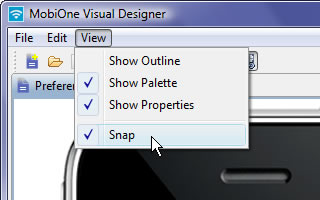 MobiOne Visual Designer
File Edit View
Show Outline
Show Palette
Show Properties
Snap